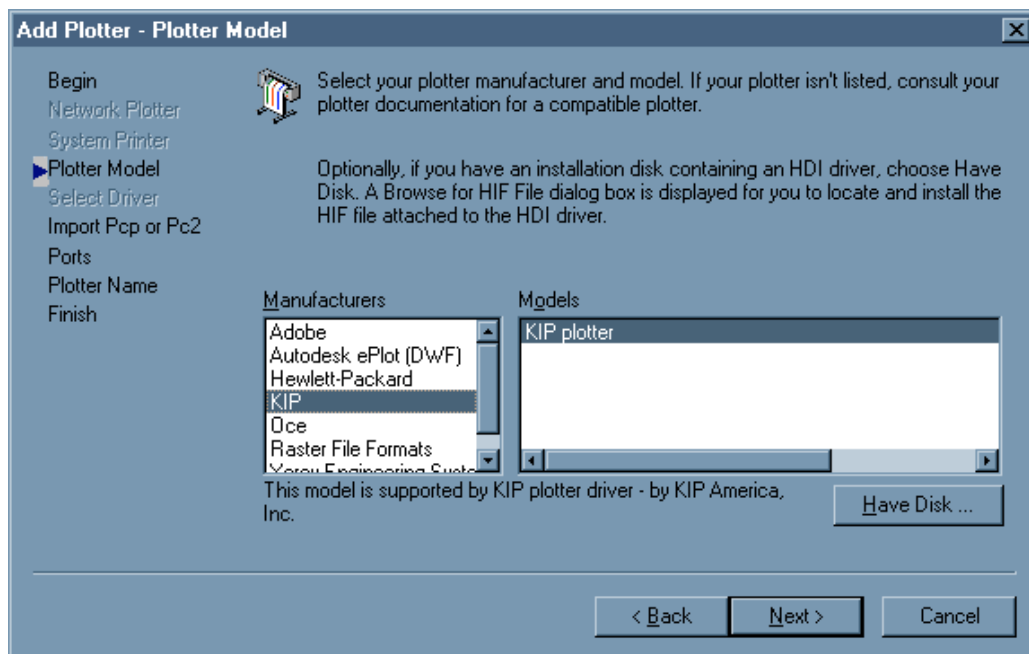 Add Plotter - Plotter Model
Begin
Network Plotter
System Printer
Plotter Model
Select Driver
Import Pcp or Pc2
Ports
Plotter Name
Finish
Select your plotter manufacturer and model. If your plotter isn't listed, consult your
plotter documentation for a compatible plotter.
Optionally, if you have an installation disk containing an HDI driver, choose Have
Disk. A Browse for HIF File dialog box is displayed for you to locate and install the
HIF file attached to the HDI driver.
Manufacturers
Adobe
Autodesk ePlot (DWF)
Hewlett-Packard
KIP
Oce
Raster File Formats
Xerox Engineering Syste
Models
KIP plotter
This model is supported by KIP plotter driver - by KIP America,
Inc.
Have Disk ...
< Back
Next >
Cancel